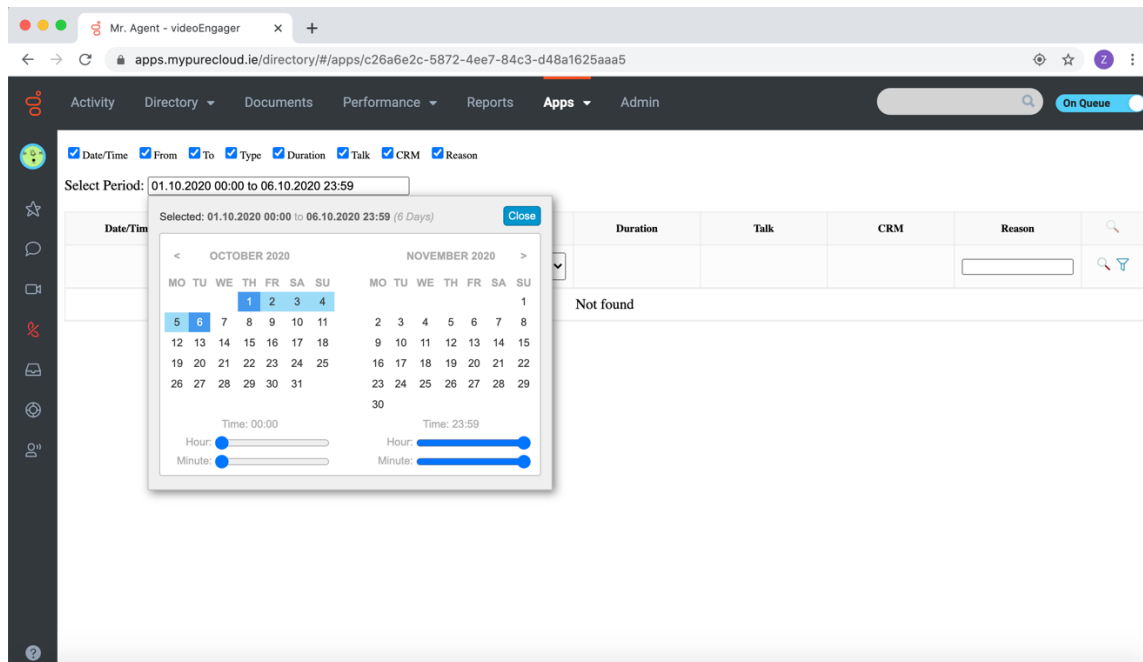 Mr. Agent - videoEngager
apps.mypurecloud.ie/directory/#/apps/c26a6e2c-5872-4ee7-84c3-d48a1625aaa5
Z
Activity Directory Documents Performance Reports Apps Admin
On Queue
Date/Time From To Type Duration Talk CRM Reason
Select Period: 01.10.2020 00:00 to 06.10.2020 23:59
Selected: 01.10.2020 00:00 to 06.10.2020 23:59 (6 Days) Close
Date/Tim Duration Talk CRM Reason
< OCTOBER 2020 NOVEMBER 2020 >
MO TU WE TH FR SA SU MO TU WE TH FR SA SU
1 2 3 4 1
5 6 7 8 9 10 11 2 3 4 5 6 7 8
12 13 14 15 16 17 18 9 10 11 12 13 14 15
19 20 21 22 23 24 25 16 17 18 19 20 21 22
26 27 28 29 30 31 23 24 25 26 27 28 29
30
Not found
Time: 00:00 Time: 23:59
Hour: Hour:
Minute: Minute: